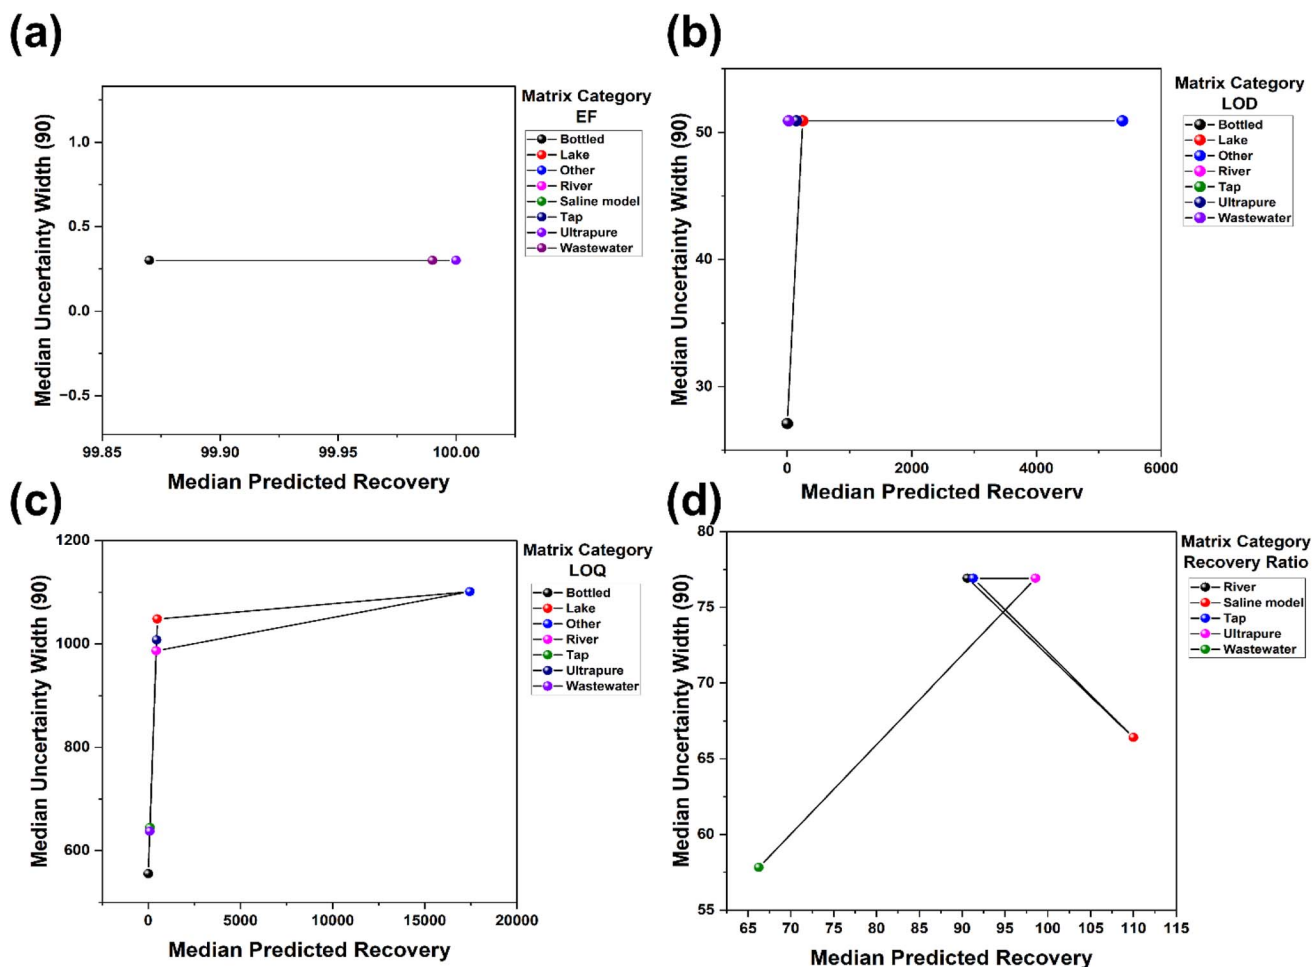 (a)
Median Uncertainty Width (90)
1.0
0.5
0.0
−0.5
99.85
99.90
99.95
100.00
Median Predicted Recovery
Matrix Category
EF
Bottled
Lake
Other
River
Saline model
Tap
Ultrapure
Wastewater
(b)
Median Uncertainty Width (90)
50
40
30
0
2000
4000
6000
Median Predicted Recovery
Matrix Category
LOD
Bottled
Lake
Other
River
Tap
Ultrapure
Wastewater
(c)
Median Uncertainty Width (90)
1200
1000
800
600
0
5000
10000
15000
20000
Median Predicted Recovery
Matrix Category
LOQ
Bottled
Lake
Other
River
Tap
Ultrapure
Wastewater
(d)
Median Uncertainty Width (90)
80
75
70
65
60
55
65
70
75
80
85
90
95
100
105
110
115
Median Predicted Recovery
Matrix Category
Recovery Ratio
River
Saline model
Tap
Ultrapure
Wastewater